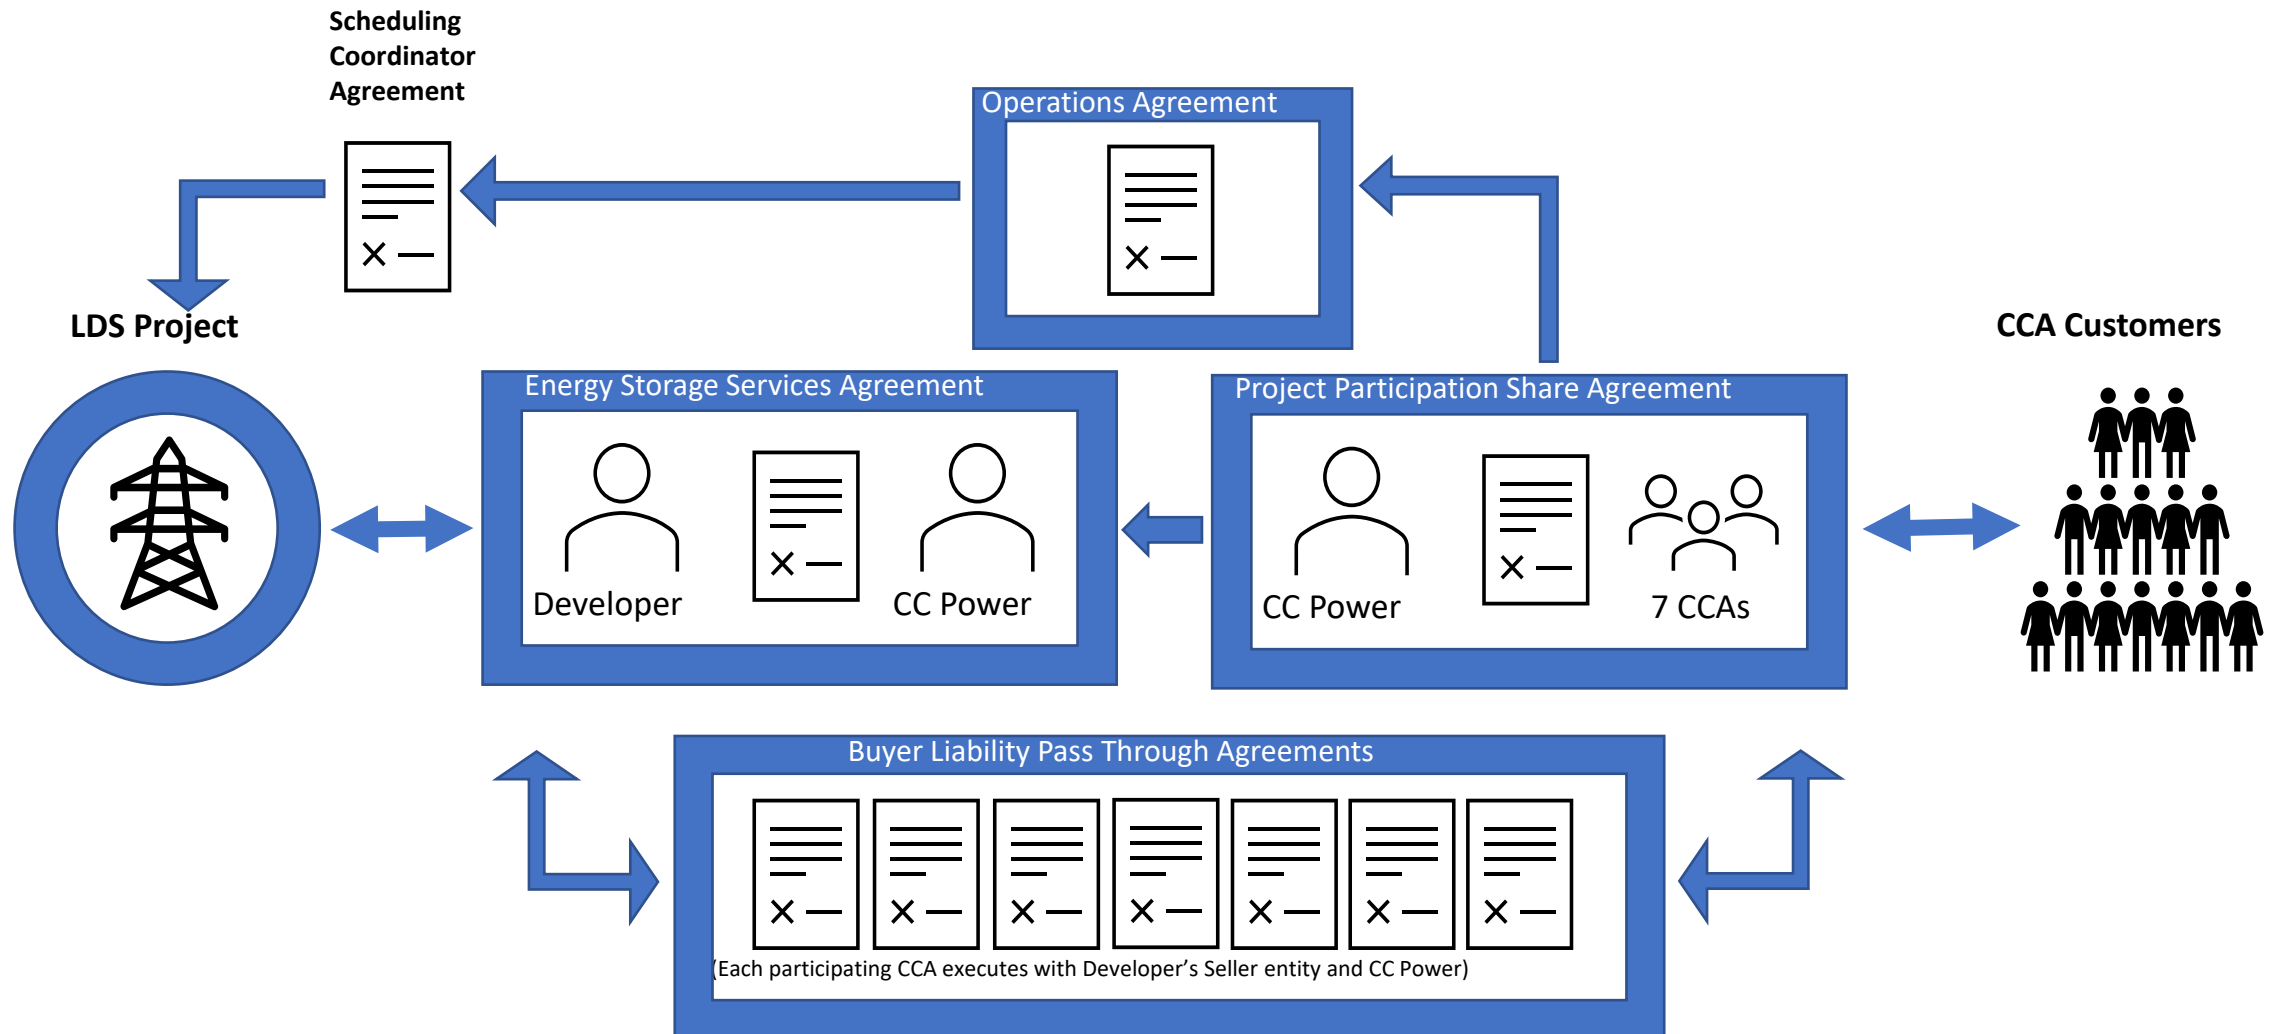 Scheduling
Coordinator
Agreement
Operations Agreement
LDS Project
CCA Customers
Energy Storage Services Agreement
Project Participation Share Agreement
Developer
CC Power
CC Power
7 CCAs
Buyer Liability Pass Through Agreements
(Each participating CCA executes with Developer’s Seller entity and CC Power)